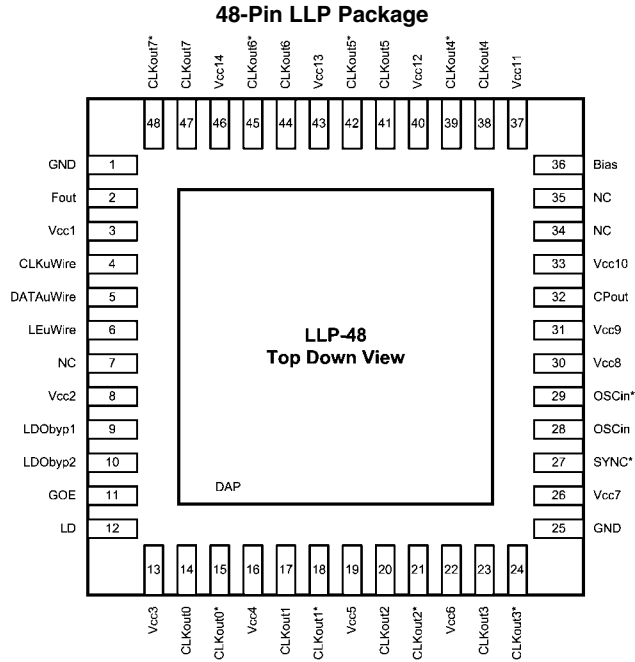 48-Pin LLP Package
CLKout7*
CLKout7
Vcc14
CLKout6*
CLKout6
Vcc13
CLKout5*
CLKout5
Vcc12
CLKout4*
CLKout4
Vcc11
48 47 46 45 44 43 42 41 40 39 38 37
GND 1
Fout 2
Vcc1 3
CLKuWire 4
DATAuWire 5
LEuWire 6
NC 7
Vcc2 8
LDObyp1 9
LDObyp2 10
GOE 11
LD 12
LLP-48
Top Down View
DAP
36 Bias
35 NC
34 NC
33 Vcc10
32 CPout
31 Vcc9
30 Vcc8
29 OSCin*
28 OSCin
27 SYNC*
26 Vcc7
25 GND
13 14 15 16 17 18 19 20 21 22 23 24
Vcc3
CLKout0
CLKout0*
Vcc4
CLKout1
CLKout1*
Vcc5
CLKout2
CLKout2*
Vcc6
CLKout3
CLKout3*